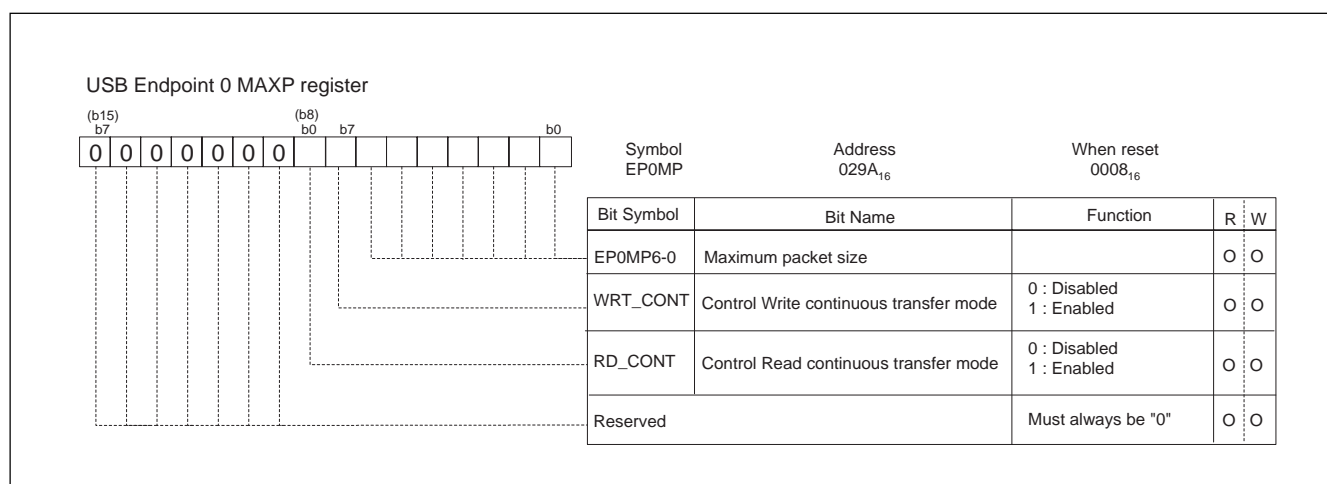 USB Endpoint 0 MAXP register
(b15) (b8)
b7 b0 b7 b0
0 0 0 0 0 0 0
Symbol Address When reset
EP0MP 029A16 000816
Bit Symbol Bit Name Function R W
EP0MP6-0 Maximum packet size O O
WRT_CONT Control Write continuous transfer mode 0 : Disabled O O
1 : Enabled
RD_CONT Control Read continuous transfer mode 0 : Disabled O O
1 : Enabled
Reserved Must always be "0" O O